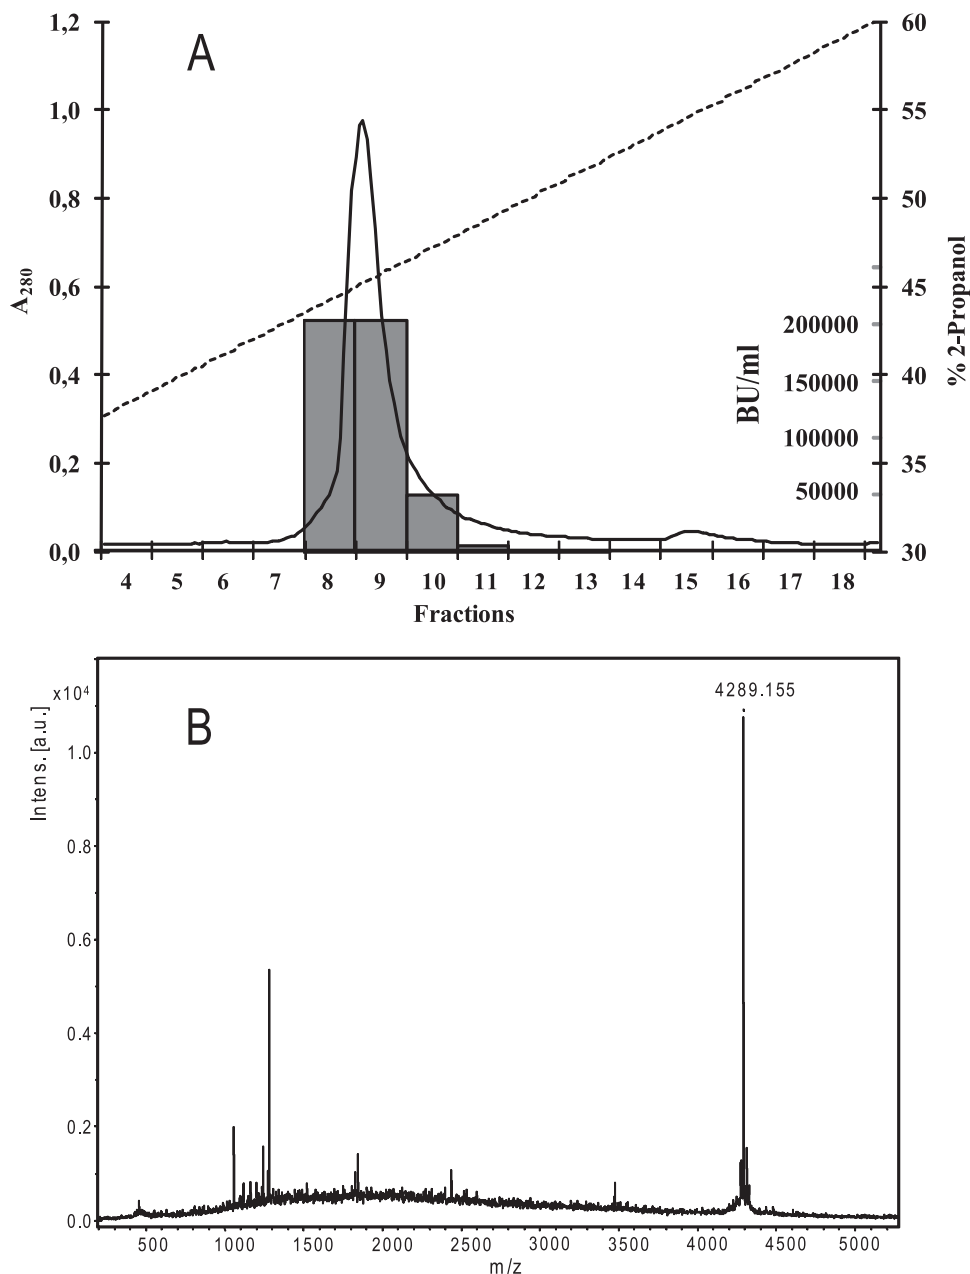 A
1,2
1,0
0,8
0,6
0,4
0,2
0,0
A280
60
55
50
45
40
35
30
% 2-Propanol
200000
150000
100000
50000
BU/ml
4 5 6 7 8 9 10 11 12 13 14 15 16 17 18
Fractions
B
x10⁴
Intens. [a.u.]
4289.155
1.0
0.8
0.6
0.4
0.2
0.0
500 1000 1500 2000 2500 3000 3500 4000 4500 5000
m/z